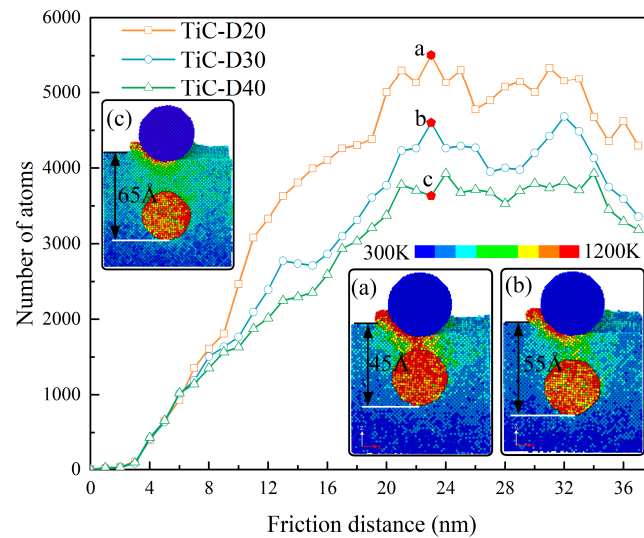 6000
5000
4000
3000
2000
1000
0
Number of atoms
TiC-D20
TiC-D30
TiC-D40
a
b
c
(c)
65Å
300K
1200K
(a)
45Å
(b)
55Å
0
4
8
12
16
20
24
28
32
36
Friction distance (nm)